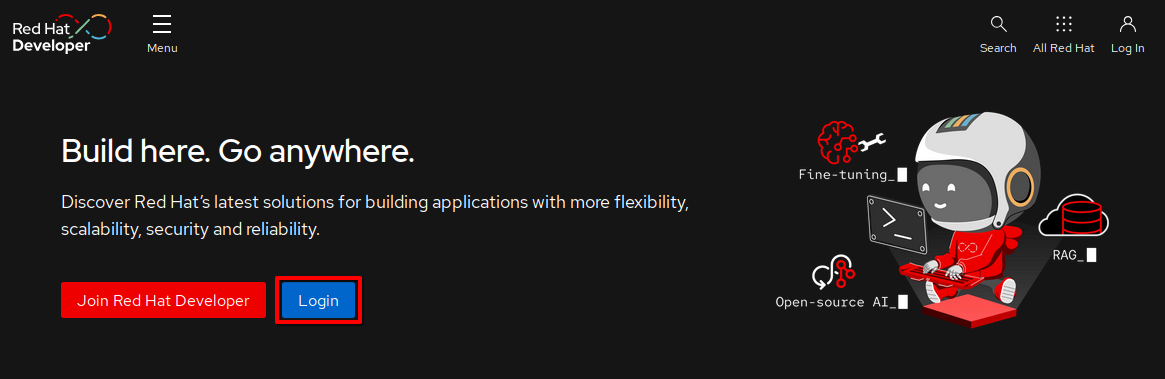 Red Hat
Developer
Menu
Search
All Red Hat
Log In
Build here. Go anywhere.
Discover Red Hat’s latest solutions for building applications with more flexibility,
scalability, security and reliability.
Join Red Hat Developer
Login
Fine-tuning_
RAG_
Open-source AI_